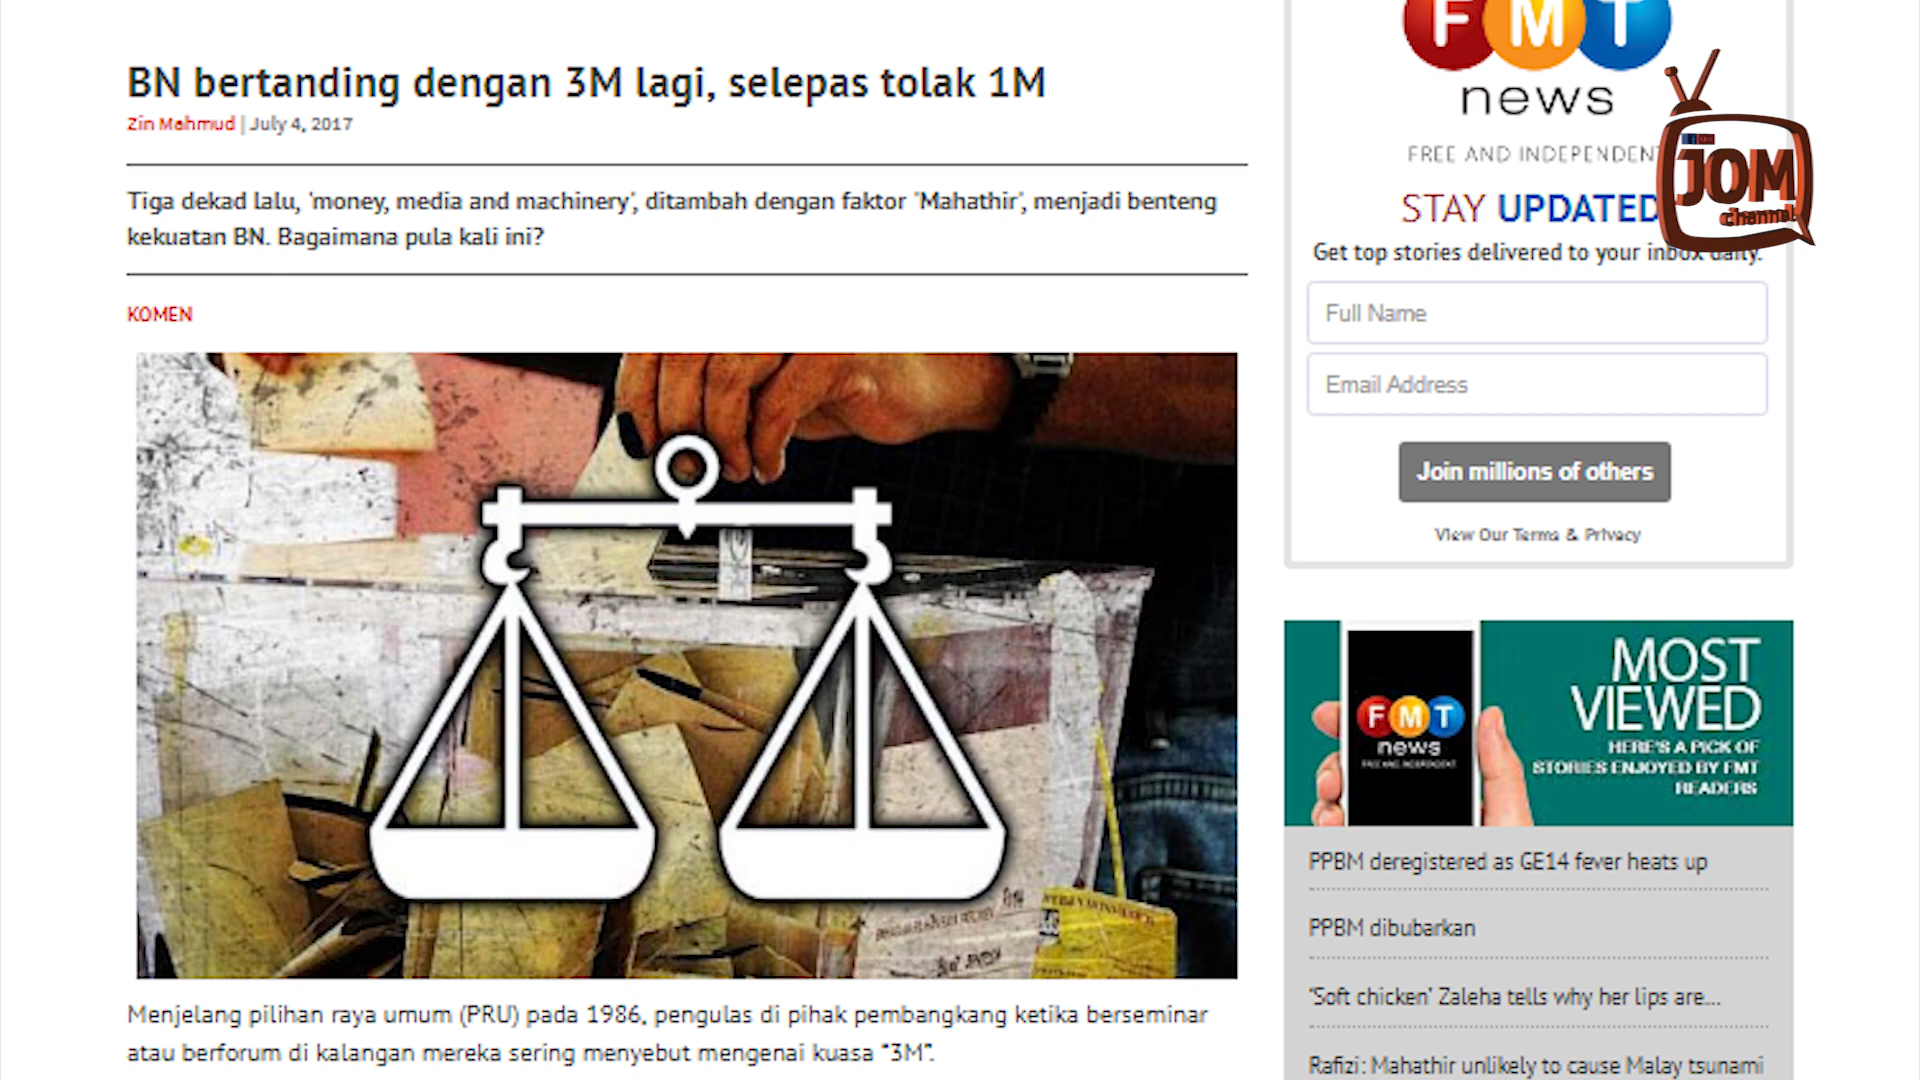 BN bertanding dengan 3M lagi, selepas tolak 1M
Zin Mahmud | July 4, 2017
Tiga dekad lalu, 'money, media and machinery', ditambah dengan faktor 'Mahathir', menjadi benteng
kekuatan BN. Bagaimana pula kali ini?
KOMEN
Menjelang pilihan raya umum (PRU) pada 1986, pengulas di pihak pembangkang ketika berseminar
atau berforum di kalangan mereka sering menyebut mengenai kuasa “3M”.
FMT
news
FREE AND INDEPENDENT
JOM
channel
STAY UPDATED
Get top stories delivered to your inbox daily.
Full Name
Email Address
Join millions of others
View Our Terms & Privacy
MOST
VIEWED
HERE'S A PICK OF
STORIES ENJOYED BY FMT
READERS
FMT
news
FREE AND INDEPENDENT
PPBM deregistered as GE14 fever heats up
PPBM dibubarkan
‘Soft chicken’ Zaleha tells why her lips are...
Rafizi: Mahathir unlikely to cause Malay tsunami